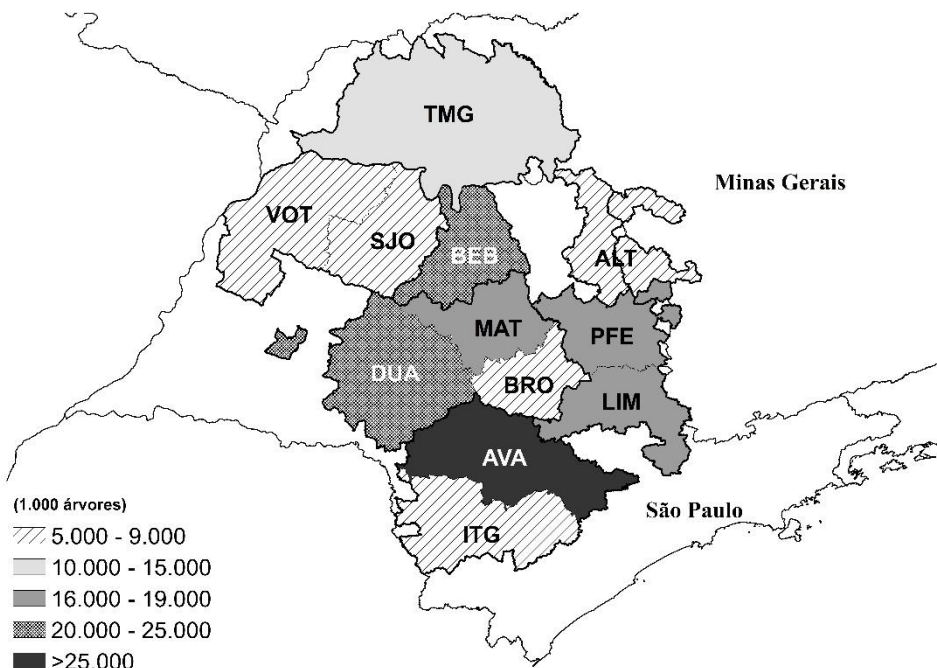 TMG
Minas Gerais
VOT
SJO
BEB
ALT
MAT
PFE
DUA
BRO
LIM
AVA
São Paulo
ITG
(1.000 árvores)
5.000 - 9.000
10.000 - 15.000
16.000 - 19.000
20.000 - 25.000
>25.000